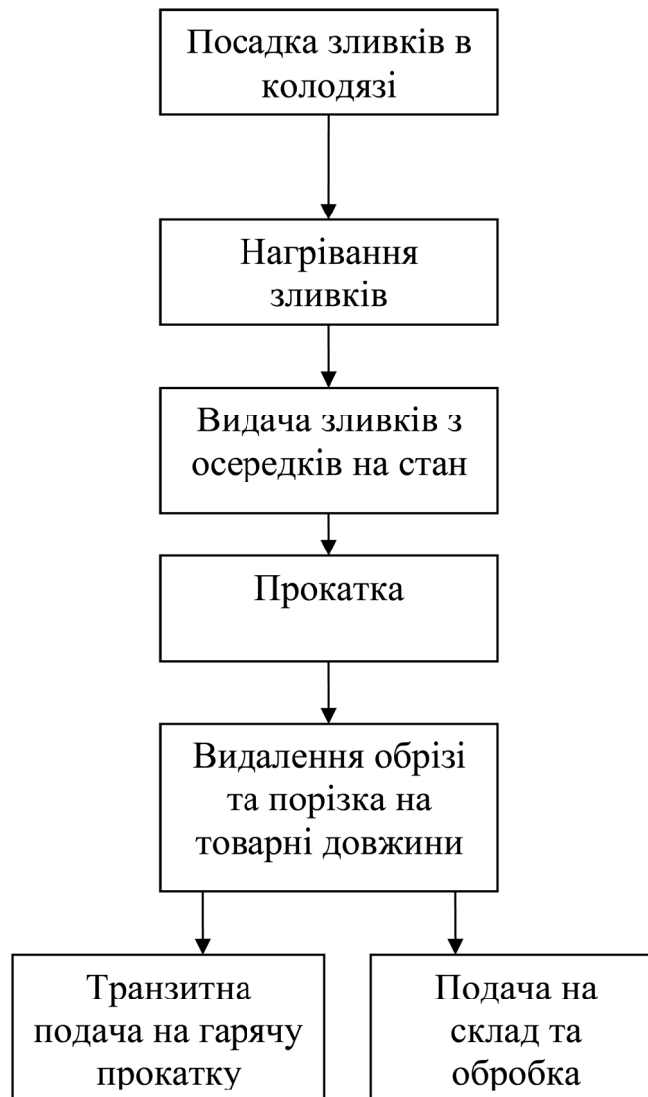 Посадка зливків в
колодязі
Нагрівання
зливків
Видача зливків з
осередків на стан
Прокатка
Видалення обрізі
та порізка на
товарні довжини
Транзитна
подача на гарячу
прокатку
Подача на
склад та
обробка